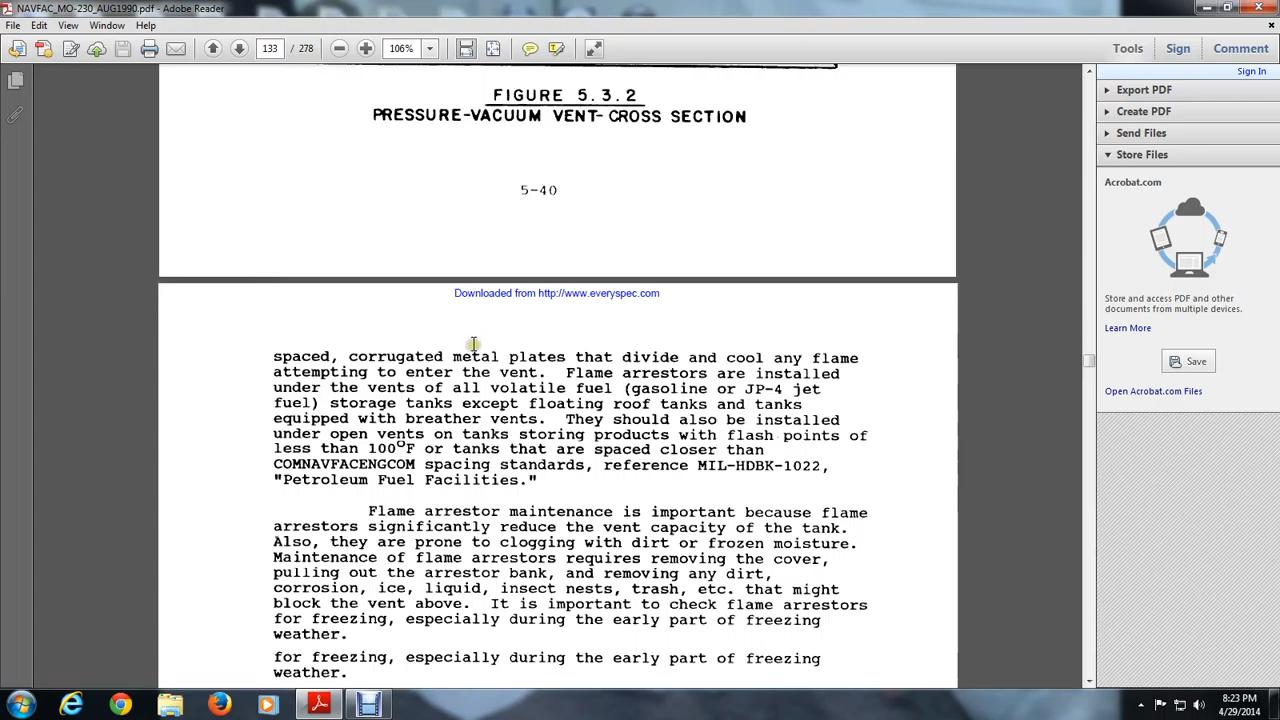 NAVFAC_MO-230_AUG1990.pdf - Adobe Reader
File Edit View Window Help
133 / 278 106% Tools Sign Comment
Sign In
FIGURE 5.3.2
PRESSURE-VACUUM VENT-CROSS SECTION
5-40
Downloaded from http://www.everyspec.com
spaced, corrugated metal plates that divide and cool any flame
attempting to enter the vent. Flame arrestors are installed
under the vents of all volatile fuel (gasoline or JP-4 jet
fuel) storage tanks except floating roof tanks and tanks
equipped with breather vents. They should also be installed
under open vents on tanks storing products with flash points of
less than 100°F or tanks that are spaced closer than
COMNAVFACENGCOM spacing standards, reference MIL-HDBK-1022,
"Petroleum Fuel Facilities."
Flame arrestor maintenance is important because flame
arrestors significantly reduce the vent capacity of the tank.
Also, they are prone to clogging with dirt or frozen moisture.
Maintenance of flame arrestors requires removing the cover,
pulling out the arrestor bank, and removing any dirt,
corrosion, ice, liquid, insect nests, trash, etc. that might
block the vent above. It is important to check flame arrestors
for freezing, especially during the early part of freezing
weather.
for freezing, especially during the early part of freezing
weather.
Export PDF
Create PDF
Send Files
Store Files
Acrobat.com
Store and access PDF and other
documents from multiple devices.
Learn More
Save
Open Acrobat.com Files
8:23 PM
4/29/2014